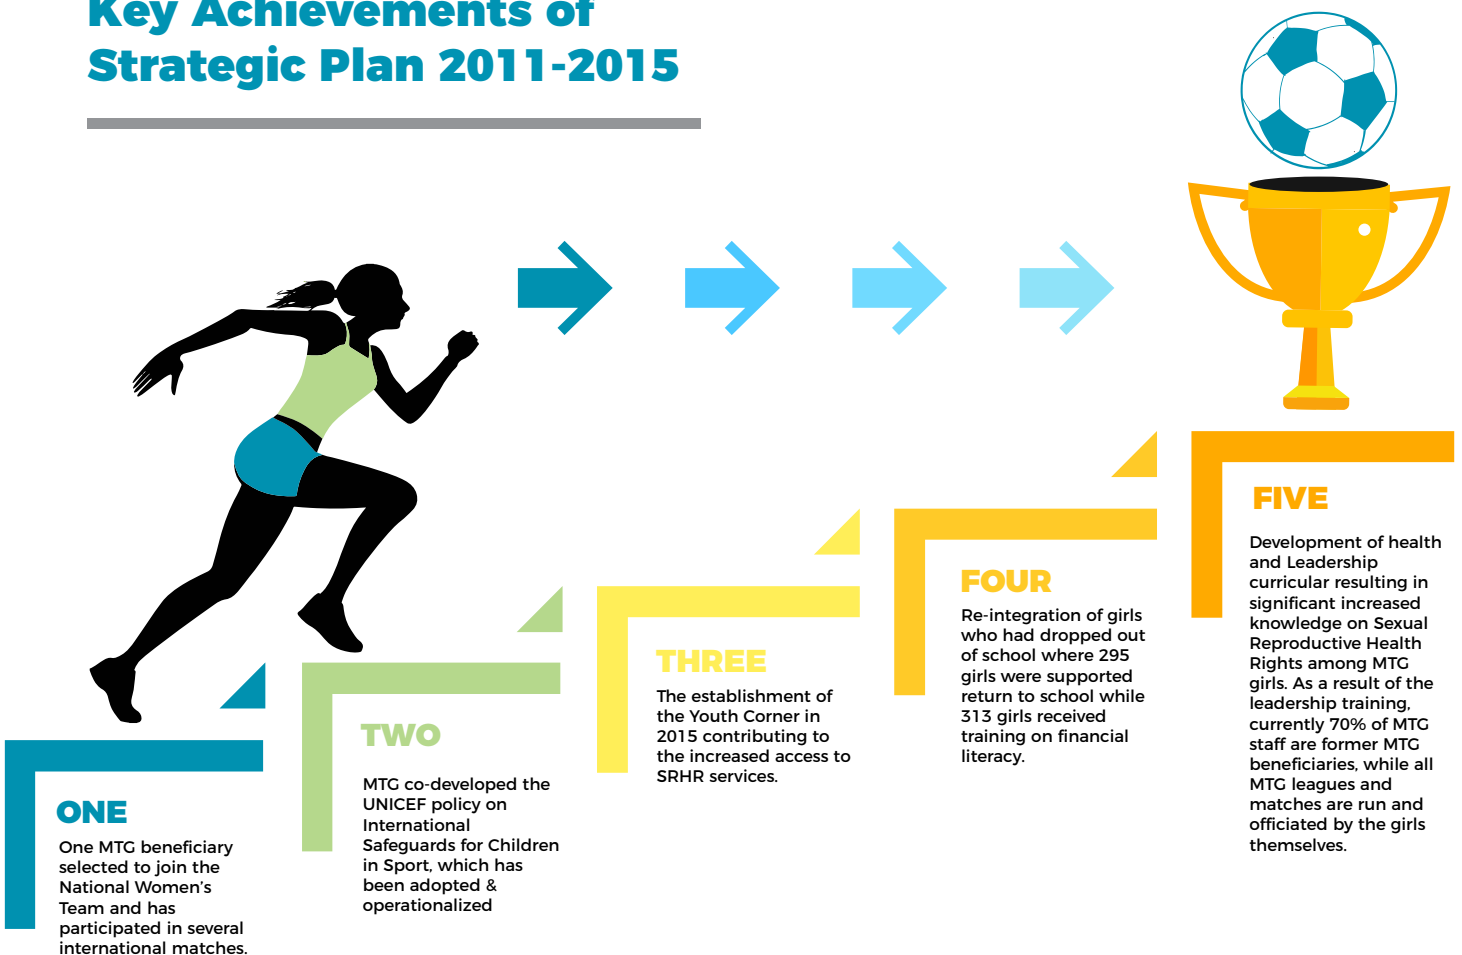 Key Achievements of
Strategic Plan 2011-2015
ONE
One MTG beneficiary
selected to join the
National Women's
Team and has
participated in several
international matches.
TWO
MTG co-developed the
UNICEF policy on
International
Safeguards for Children
in Sport, which has
been adopted &
operationalized
THREE
The establishment of
the Youth Corner in
2015 contributing to
the increased access to
SRHR services.
FOUR
Re-integration of girls
who had dropped out
of school where 295
girls were supported
return to school while
313 girls received
training on financial
literacy.
FIVE
Development of health
and Leadership
curricular resulting in
significant increased
knowledge on Sexual
Reproductive Health
Rights among MTG
girls. As a result of the
leadership training,
currently 70% of MTG
staff are former MTG
beneficiaries, while all
MTG leagues and
matches are run and
officiated by the girls
themselves.